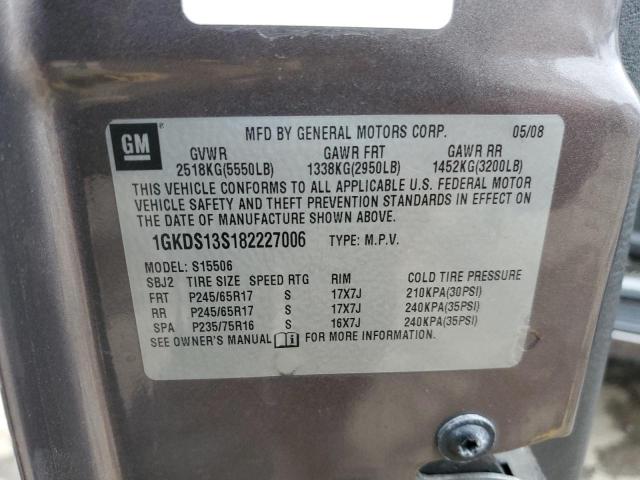 GM
®
MFD BY GENERAL MOTORS CORP. 05/08
GVWR GAWR FRT GAWR RR
2518KG(5550LB) 1338KG(2950LB) 1452KG(3200LB)
THIS VEHICLE CONFORMS TO ALL APPLICABLE U.S. FEDERAL MOTOR
VEHICLE SAFETY AND THEFT PREVENTION STANDARDS IN EFFECT ON
THE DATE OF MANUFACTURE SHOWN ABOVE.
1GKDS13S182227006 TYPE: M.P.V.
MODEL: S15506
SBJ2 TIRE SIZE SPEED RTG RIM COLD TIRE PRESSURE
FRT P245/65R17 S 17X7J 210KPA(30PSI)
RR P245/65R17 S 17X7J 240KPA(35PSI)
SPA P235/75R16 S 16X7J 240KPA(35PSI)
SEE OWNER'S MANUAL FOR MORE INFORMATION.